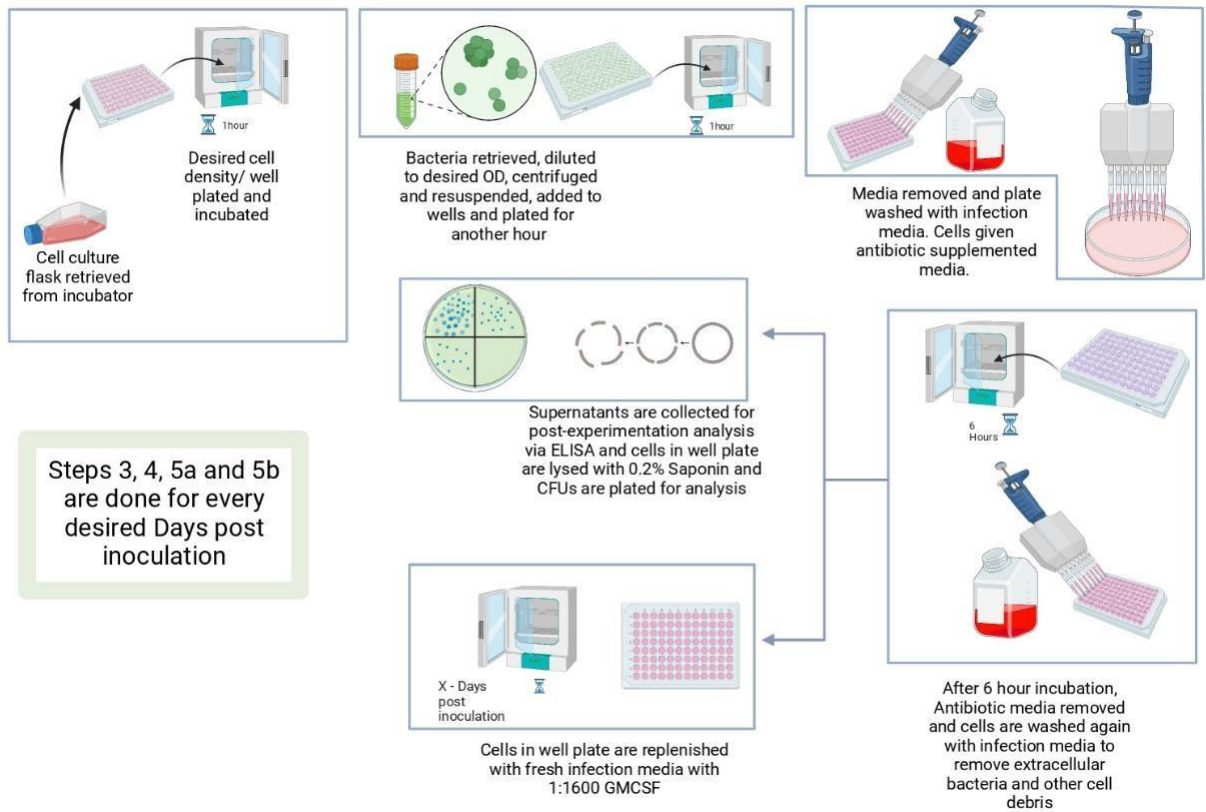 1hour
Desired cell
density/ well
plated and
incubated
Cell culture
flask retrieved
from incubator
1hour
Bacteria retrieved, diluted
to desired OD, centrifuged
and resuspended, added to
wells and plated for
another hour
Media removed and plate
washed with infection
media. Cells given
antibiotic supplemented
media.
Supernatants are collected for
post-experimentation analysis
via ELISA and cells in well plate
are lysed with 0.2% Saponin and
CFUs are plated for analysis
6
Hours
After 6 hour incubation,
Antibiotic media removed
and cells are washed again
with infection media to
remove extracellular
bacteria and other cell
debris
Steps 3, 4, 5a and 5b
are done for every
desired Days post
inoculation
X - Days
post
inoculation
Cells in well plate are replenished
with fresh infection media with
1:1600 GMCSF